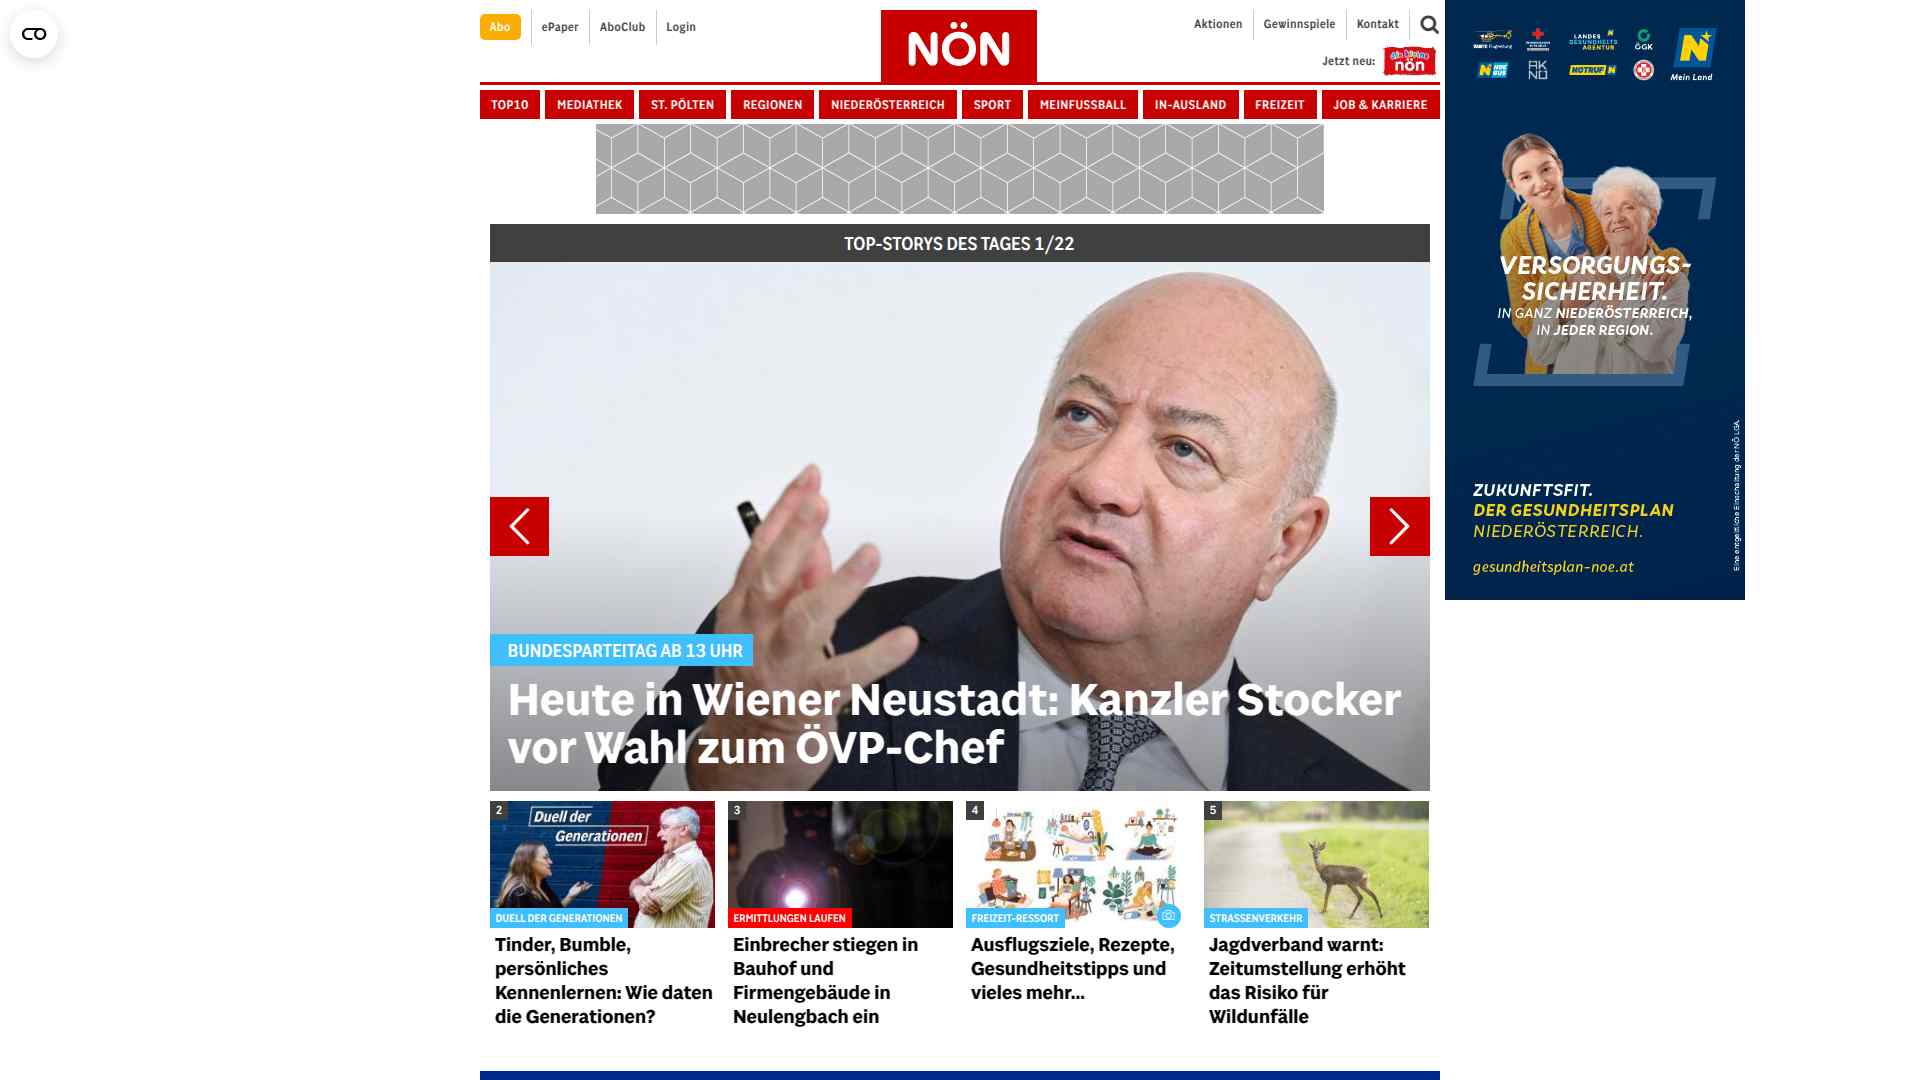 Abo
ePaper
AboClub
Login
NÖN
Aktionen
Gewinnspiele
Kontakt
Jetzt neu:
die kleine
nön
TOP10
MEDIATHEK
ST. PÖLTEN
REGIONEN
NIEDERÖSTERREICH
SPORT
MEINFUSSBALL
IN-AUSLAND
FREIZEIT
JOB & KARRIERE
TOP-STORYS DES TAGES 1/22
BUNDESPARTEITAG AB 13 UHR
Heute in Wiener Neustadt: Kanzler Stocker
vor Wahl zum ÖVP-Chef
2
Duell der
Generationen
DUELL DER GENERATIONEN
Tinder, Bumble,
persönliches
Kennenlernen: Wie daten
die Generationen?
3
ERMITTLUNGEN LAUFEN
Einbrecher stiegen in
Bauhof und
Firmengebäude in
Neulengbach ein
4
FREIZEIT-RESSORT
Ausflugsziele, Rezepte,
Gesundheitstipps und
vieles mehr...
5
STRASSENVERKEHR
Jagdverband warnt:
Zeitumstellung erhöht
das Risiko für
Wildunfälle
LANDES
GESUNDHEITS
AGENTUR
ÖGK
N
Mein Land
AK
NÖ
NOTRUF N
VERSORGUNGS-
SICHERHEIT.
IN GANZ NIEDERÖSTERREICH,
IN JEDER REGION.
ZUKUNFTSFIT.
DER GESUNDHEITSPLAN
NIEDERÖSTERREICH.
gesundheitsplan-noe.at
Eine entgeltliche Einschaltung der NÖ LGA.